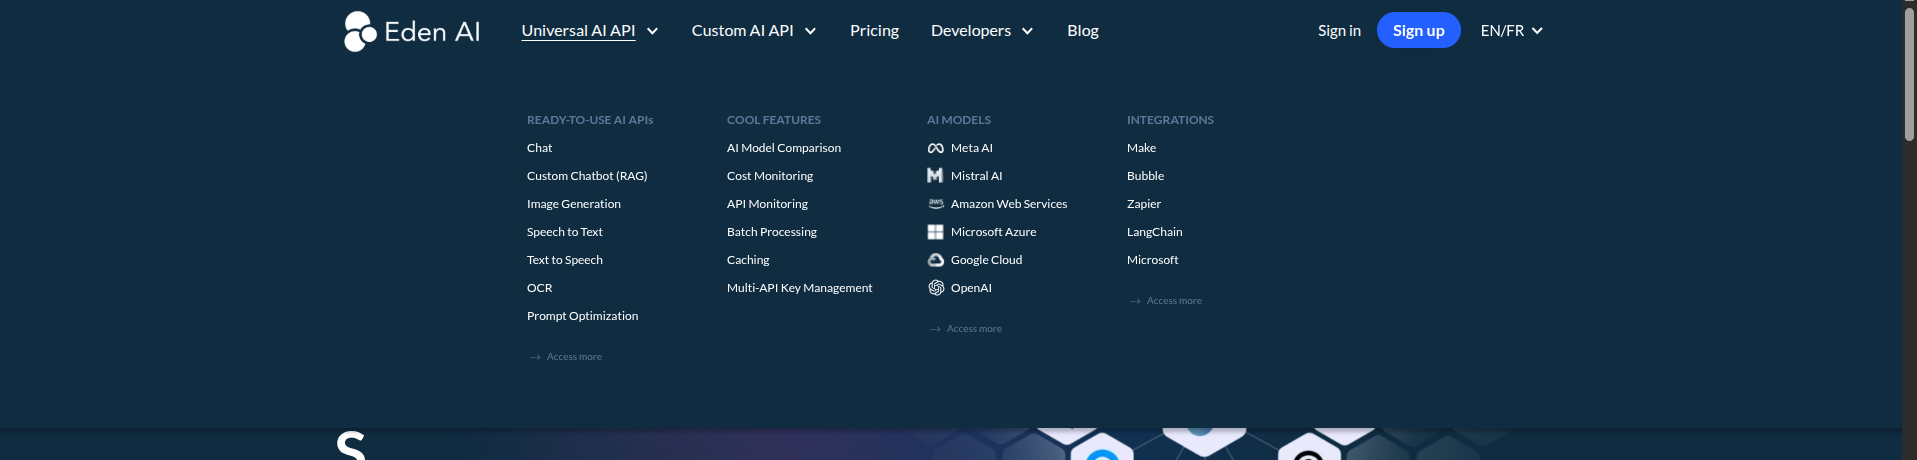 Eden AI
Universal AI API
Custom AI API
Pricing
Developers
Blog
Sign in
Sign up
EN/FR
READY-TO-USE AI APIs
Chat
Custom Chatbot (RAG)
Image Generation
Speech to Text
Text to Speech
OCR
Prompt Optimization
→ Access more
COOL FEATURES
AI Model Comparison
Cost Monitoring
API Monitoring
Batch Processing
Caching
Multi-API Key Management
AI MODELS
Meta AI
Mistral AI
aws Amazon Web Services
Microsoft Azure
Google Cloud
OpenAI
→ Access more
INTEGRATIONS
Make
Bubble
Zapier
LangChain
Microsoft
→ Access more